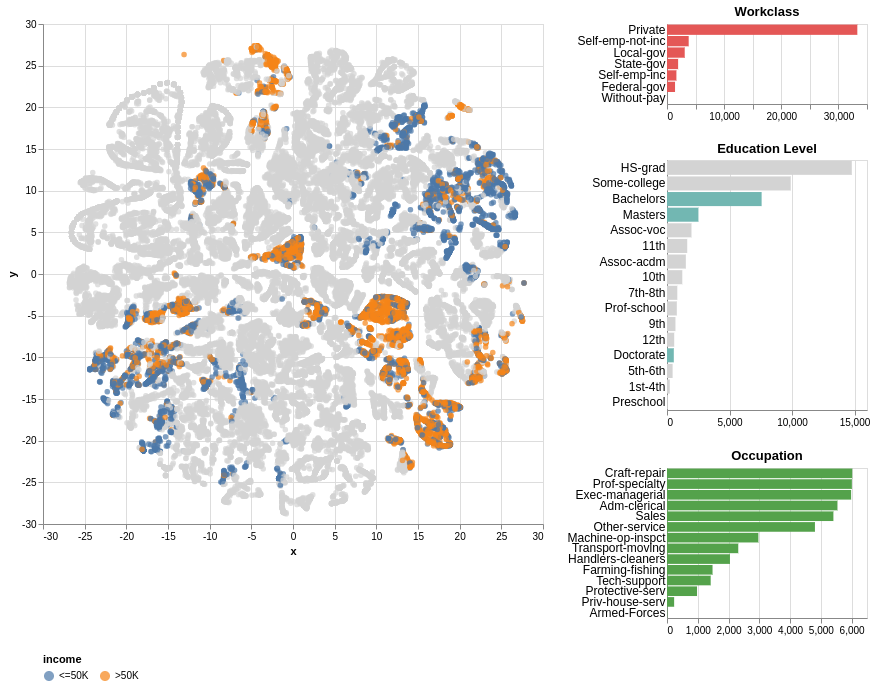 30
25
20
15
10
5
0
-5
-10
-15
-20
-25
-30
y
-30 -25 -20 -15 -10 -5 0 5 10 15 20 25 30
x
income
<=50K >50K
Workclass
Private
Self-emp-not-inc
Local-gov
State-gov
Self-emp-inc
Federal-gov
Without-pay
0 10,000 20,000 30,000
Education Level
HS-grad
Some-college
Bachelors
Masters
Assoc-voc
11th
Assoc-acdm
10th
7th-8th
Prof-school
9th
12th
Doctorate
5th-6th
1st-4th
Preschool
0 5,000 10,000 15,000
Occupation
Craft-repair
Prof-specialty
Exec-managerial
Adm-clerical
Sales
Other-service
Machine-op-inspct
Transport-moving
Handlers-cleaners
Farming-fishing
Tech-support
Protective-serv
Priv-house-serv
Armed-Forces
0 1,000 2,000 3,000 4,000 5,000 6,000